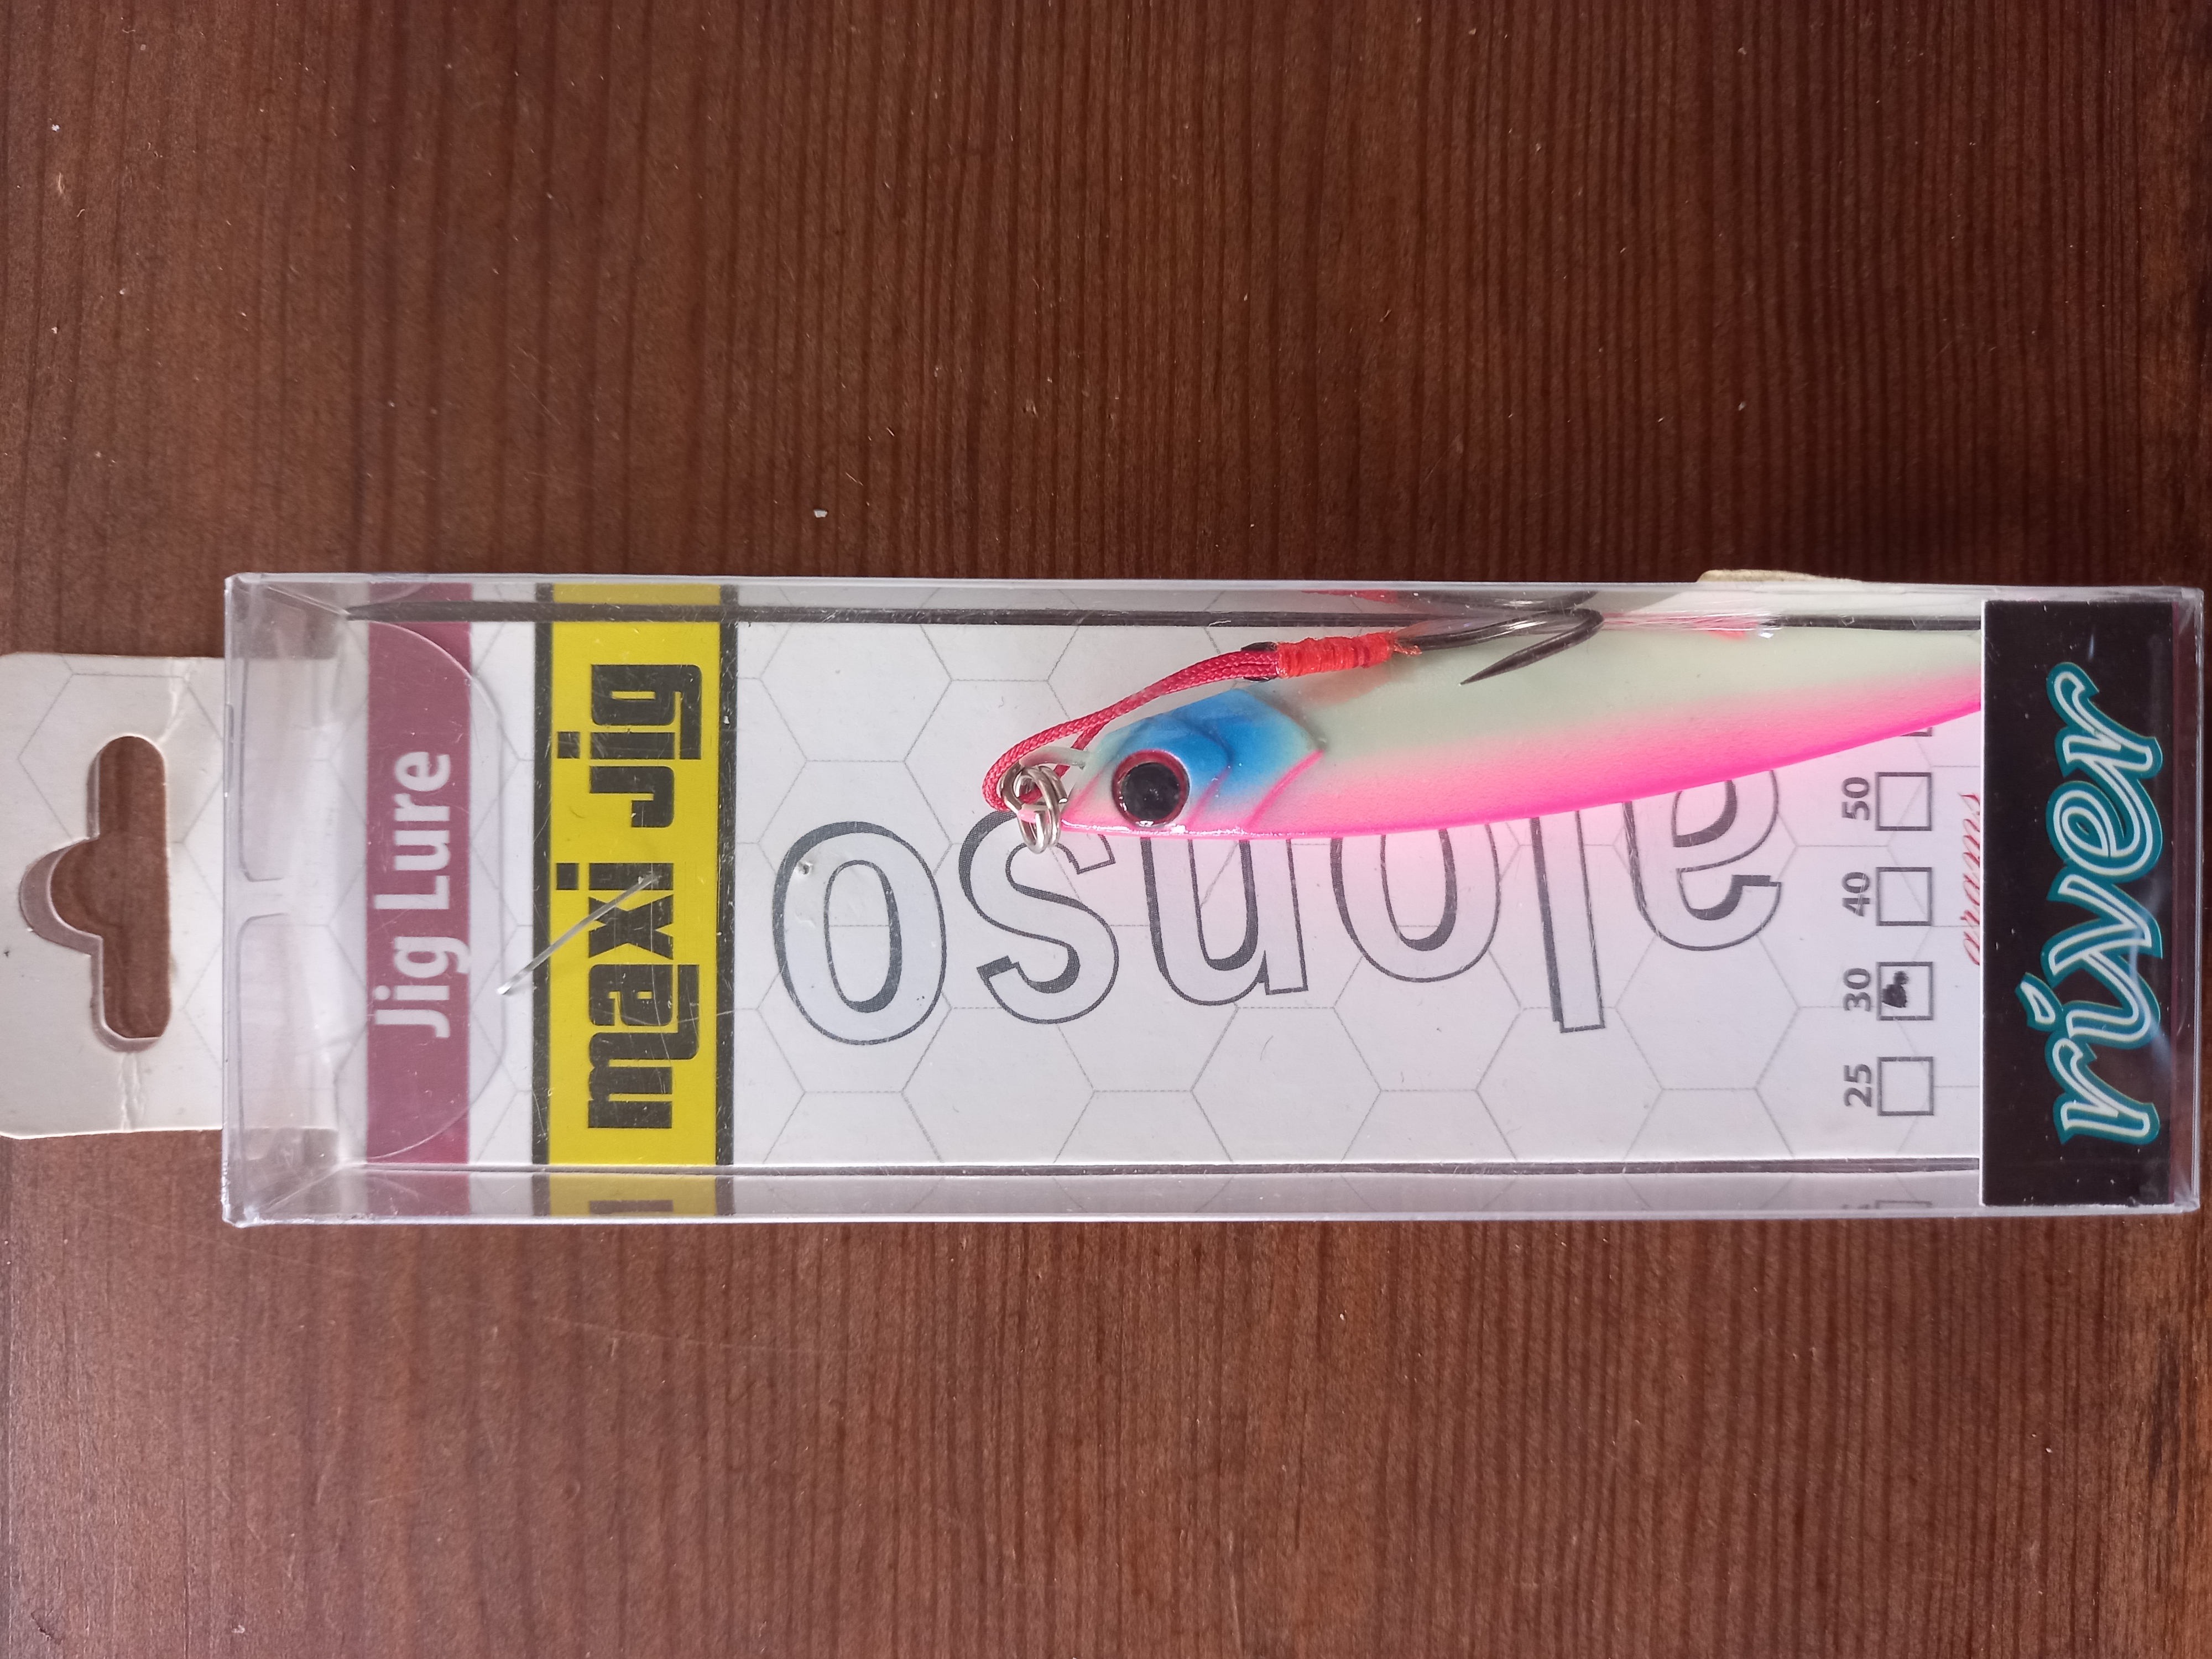 Jig Lure
maxi jig
alonso
25 30 40 50
river